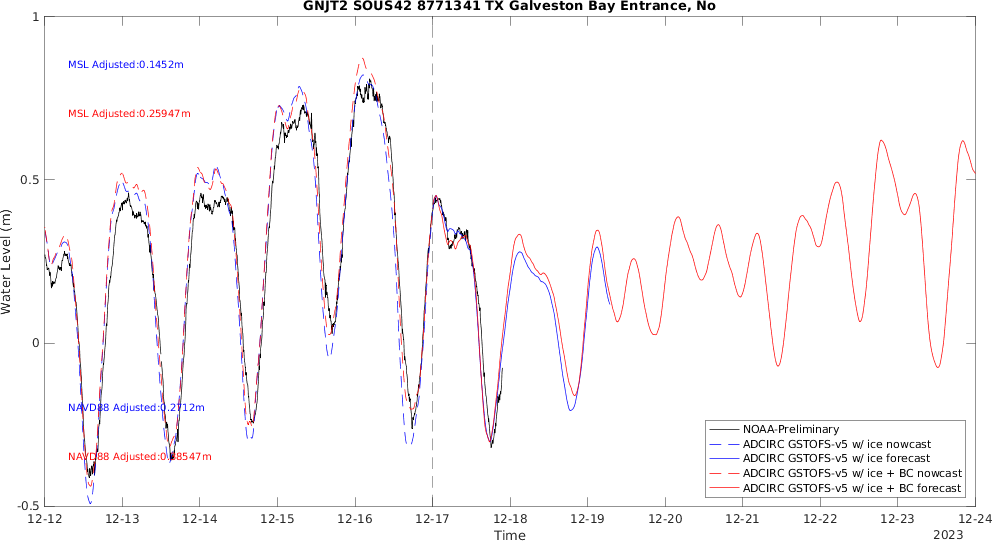 GNJT2 SOUS42 8771341 TX Galveston Bay Entrance, No
Water Level (m)
1
0.5
0
-0.5
MSL Adjusted:0.1452m
MSL Adjusted:0.25947m
NAVD88 Adjusted:0.2712m
NAVD88 Adjusted:0.38547m
NOAA-Preliminary
ADCIRC GSTOFS-v5 w/ ice nowcast
ADCIRC GSTOFS-v5 w/ ice forecast
ADCIRC GSTOFS-v5 w/ ice + BC nowcast
ADCIRC GSTOFS-v5 w/ ice + BC forecast
12-12 12-13 12-14 12-15 12-16 12-17 12-18 12-19 12-20 12-21 12-22 12-23 12-24
Time
2023